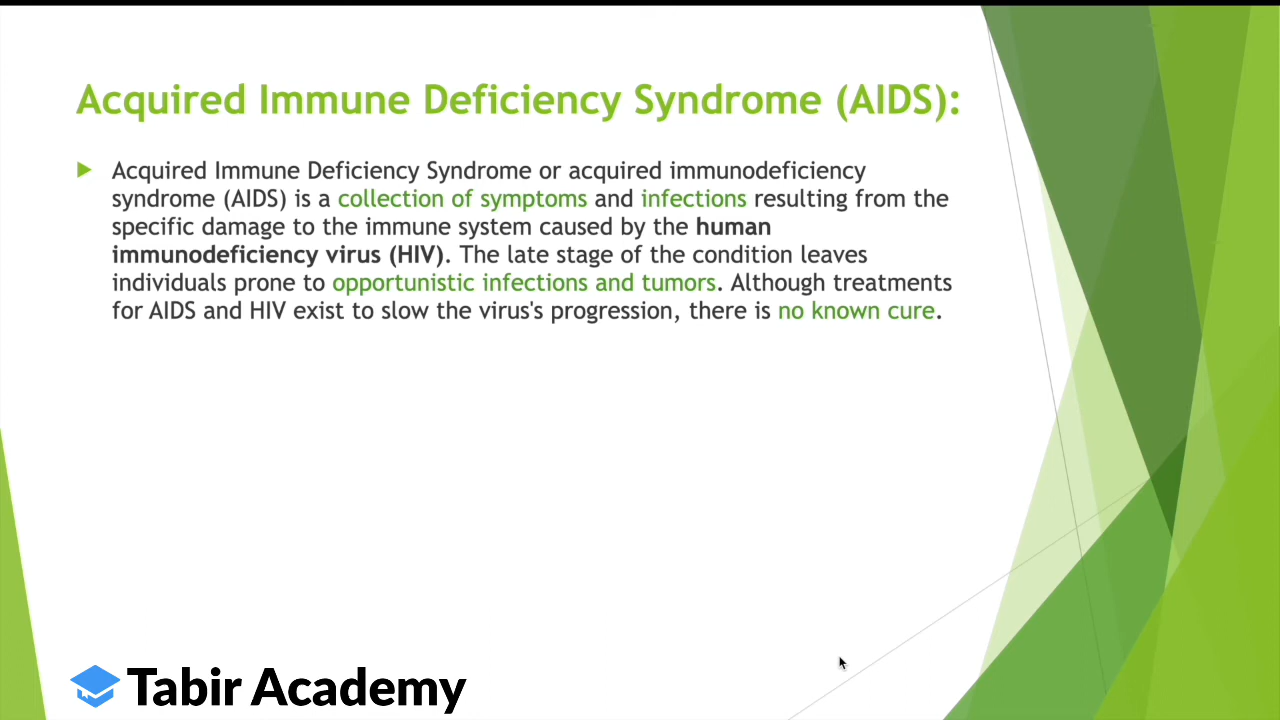 Acquired Immune Deficiency Syndrome (AIDS):
Acquired Immune Deficiency Syndrome or acquired immunodeficiency
syndrome (AIDS) is a collection of symptoms and infections resulting from the
specific damage to the immune system caused by the human
immunodeficiency virus (HIV). The late stage of the condition leaves
individuals prone to opportunistic infections and tumors. Although treatments
for AIDS and HIV exist to slow the virus's progression, there is no known cure.
Tabir Academy